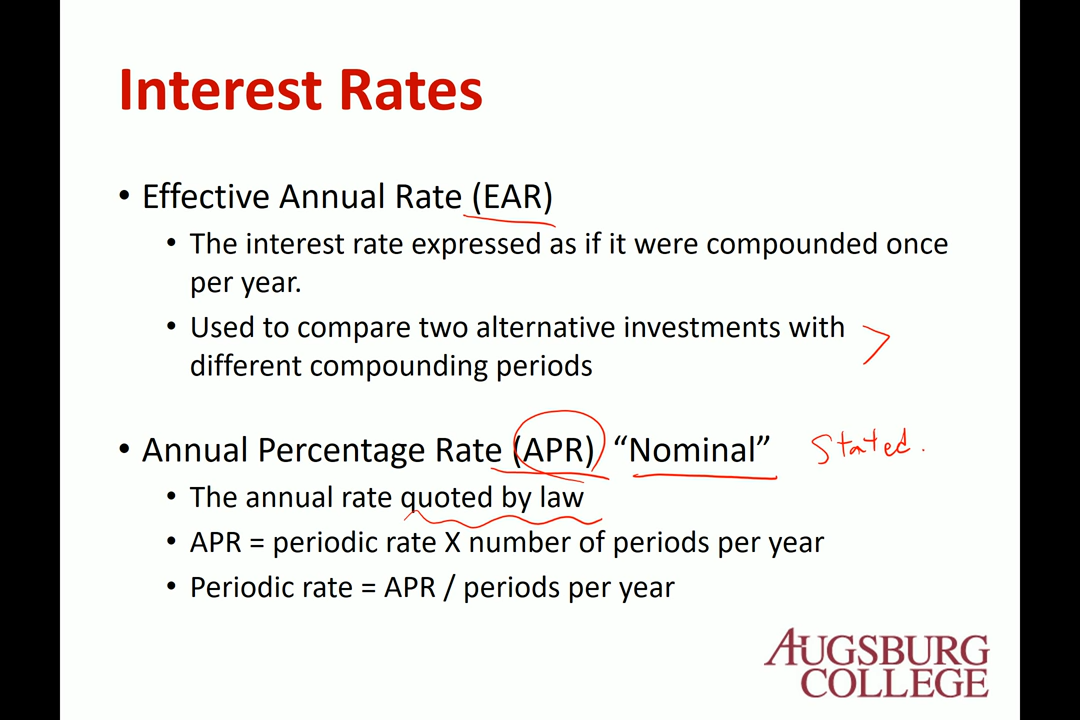 Interest Rates
• Effective Annual Rate (EAR)
• The interest rate expressed as if it were compounded once
per year.
• Used to compare two alternative investments with
different compounding periods
• Annual Percentage Rate (APR) “Nominal” Stated.
• The annual rate quoted by law
• APR = periodic rate X number of periods per year
• Periodic rate = APR / periods per year
AUGSBURG
COLLEGE